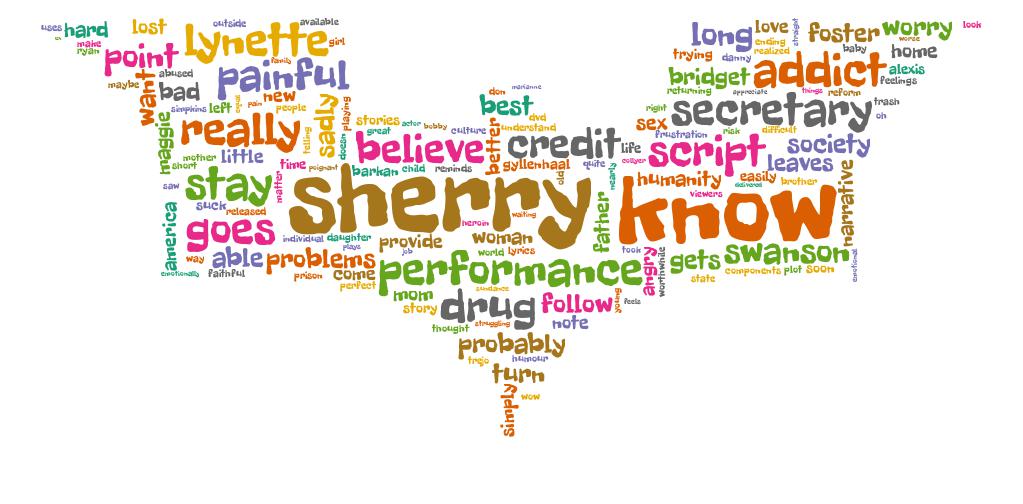 uses hard lost outside available
make ryan point lynette girl
family
maybe want abused bad painful
simpkins left equal pain new people sadly playing
maggie really telling doesn
short mother little time poignant
saw stay matter
suck released
america goes individual daughter plays
way able problems
emotionally faithful prison come perfect
don marianne
best dvd
stories actor bobby culture better understand
great believe credit life
barkan child reminds gyllenhaal old quite nearly
sherry know
heroin waiting father
provide woman
job world lyrics
performance
sundance
mom drug follow young feels
story note
thought struggling
probably
trejo humour
turn
simply wow
long love straight foster worry look
ending realized worse
trying danny baby home
bridget addict alexis feelings
returning appreciate things reform
right secretary trash oh
sex frustration risk difficult
collyer script society leaves
humanity easily brother
viewers delivered narrative
took angry worthwhile gets swanson
components plot soon emotional
state